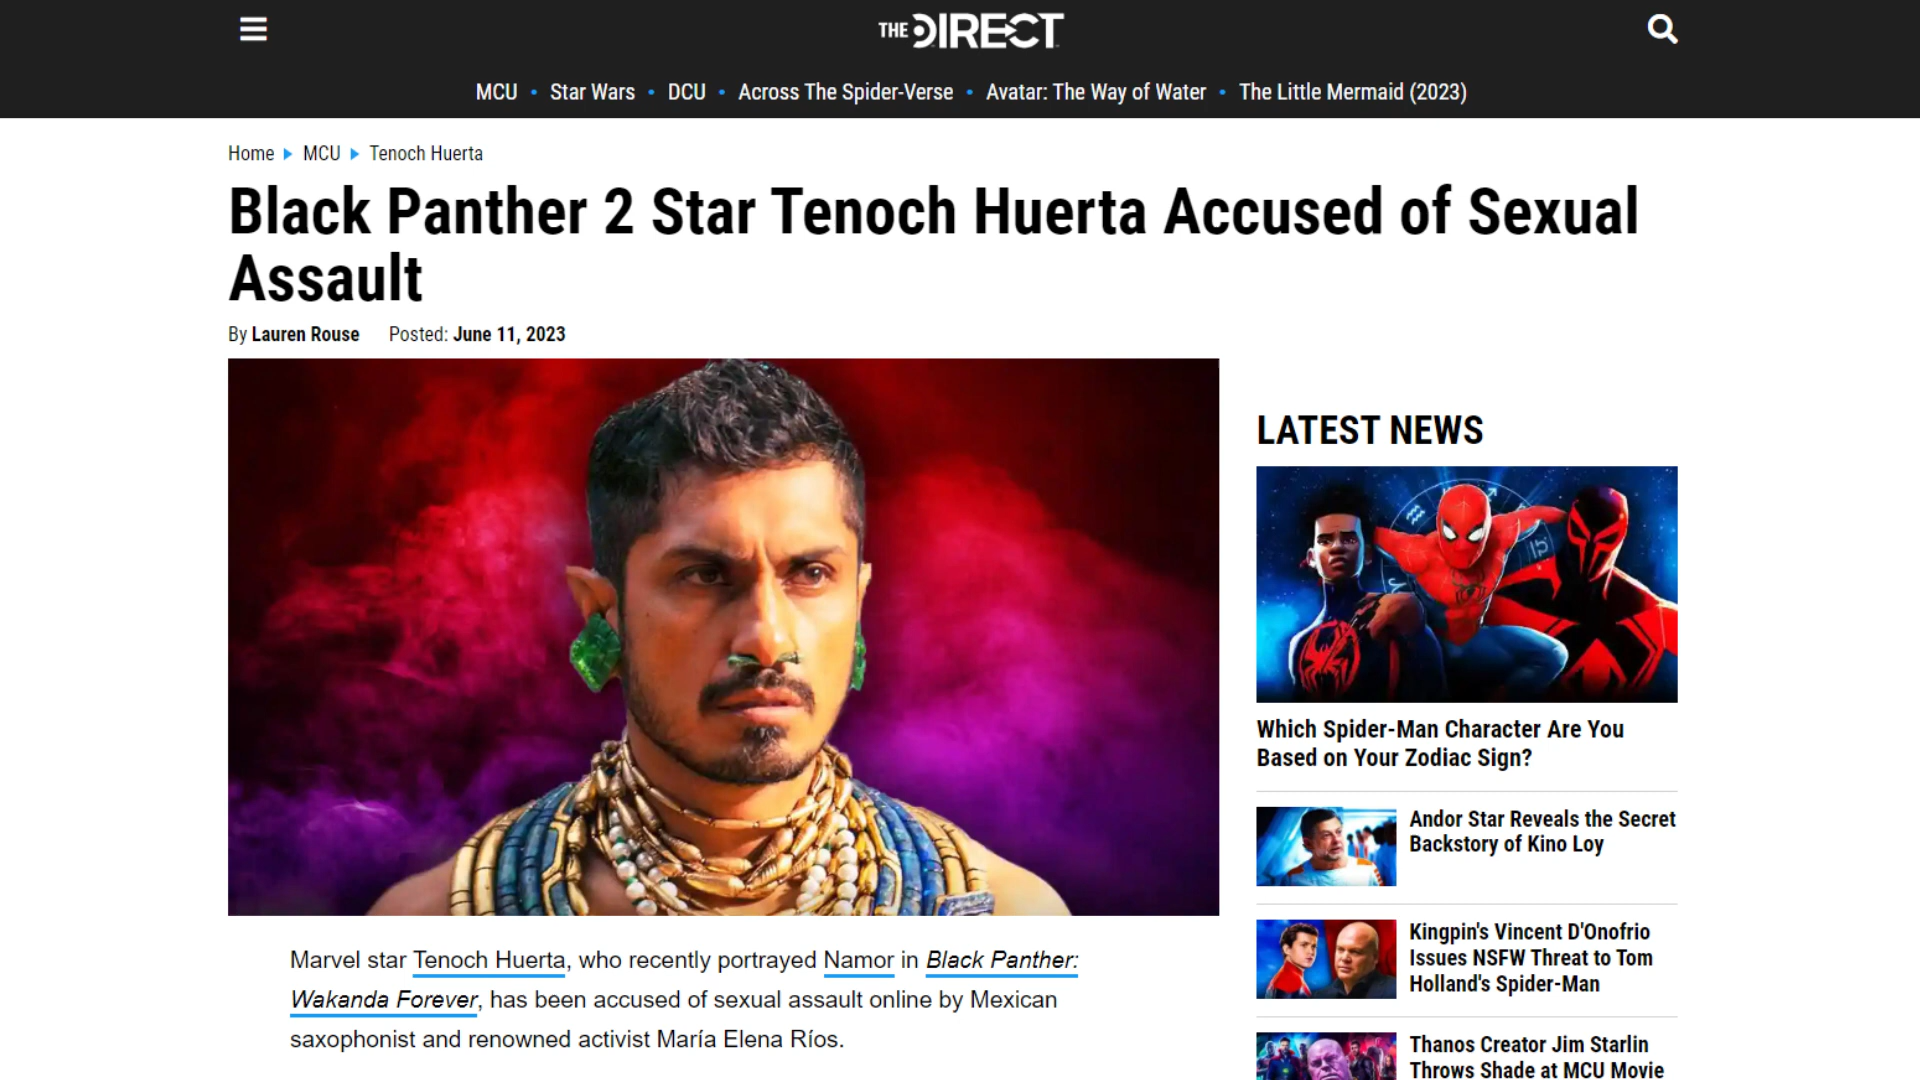 THE DIRECT
MCU • Star Wars • DCU • Across The Spider-Verse • Avatar: The Way of Water • The Little Mermaid (2023)
Home ▶ MCU ▶ Tenoch Huerta
Black Panther 2 Star Tenoch Huerta Accused of Sexual
Assault
By Lauren Rouse Posted: June 11, 2023
Marvel star Tenoch Huerta, who recently portrayed Namor in Black Panther:
Wakanda Forever, has been accused of sexual assault online by Mexican
saxophonist and renowned activist María Elena Ríos.
LATEST NEWS
Which Spider-Man Character Are You
Based on Your Zodiac Sign?
Andor Star Reveals the Secret
Backstory of Kino Loy
Kingpin's Vincent D'Onofrio
Issues NSFW Threat to Tom
Holland's Spider-Man
Thanos Creator Jim Starlin
Throws Shade at MCU Movie